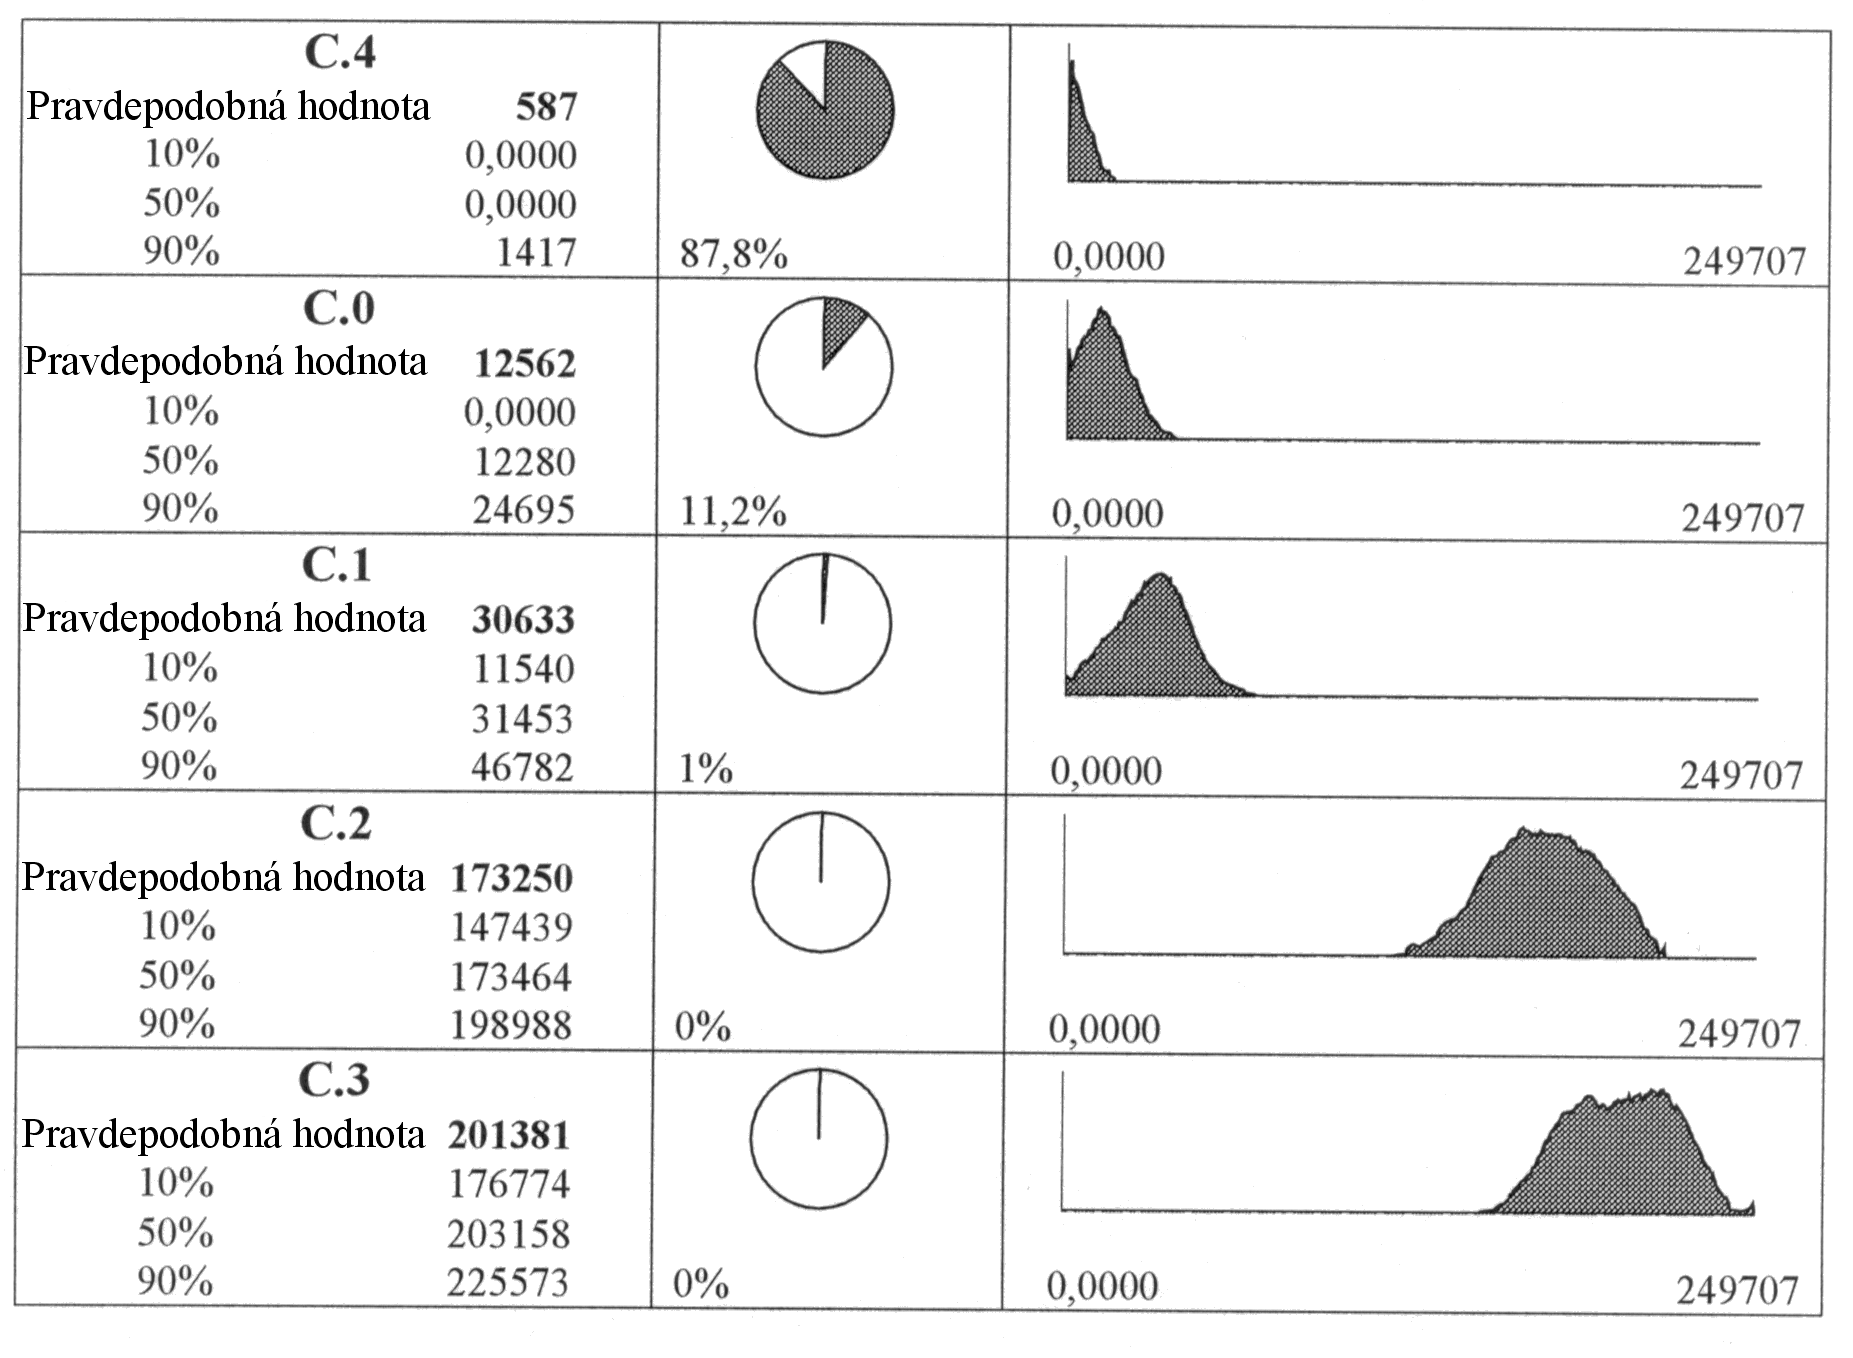 C.4
Pravdepodobná hodnota 587
10% 0,0000
50% 0,0000
90% 1417 87,8% 0,0000 249707
C.0
Pravdepodobná hodnota 12562
10% 0,0000
50% 12280
90% 24695 11,2% 0,0000 249707
C.1
Pravdepodobná hodnota 30633
10% 11540
50% 31453
90% 46782 1% 0,0000 249707
C.2
Pravdepodobná hodnota 173250
10% 147439
50% 173464
90% 198988 0% 0,0000 249707
C.3
Pravdepodobná hodnota 201381
10% 176774
50% 203158
90% 225573 0% 0,0000 249707